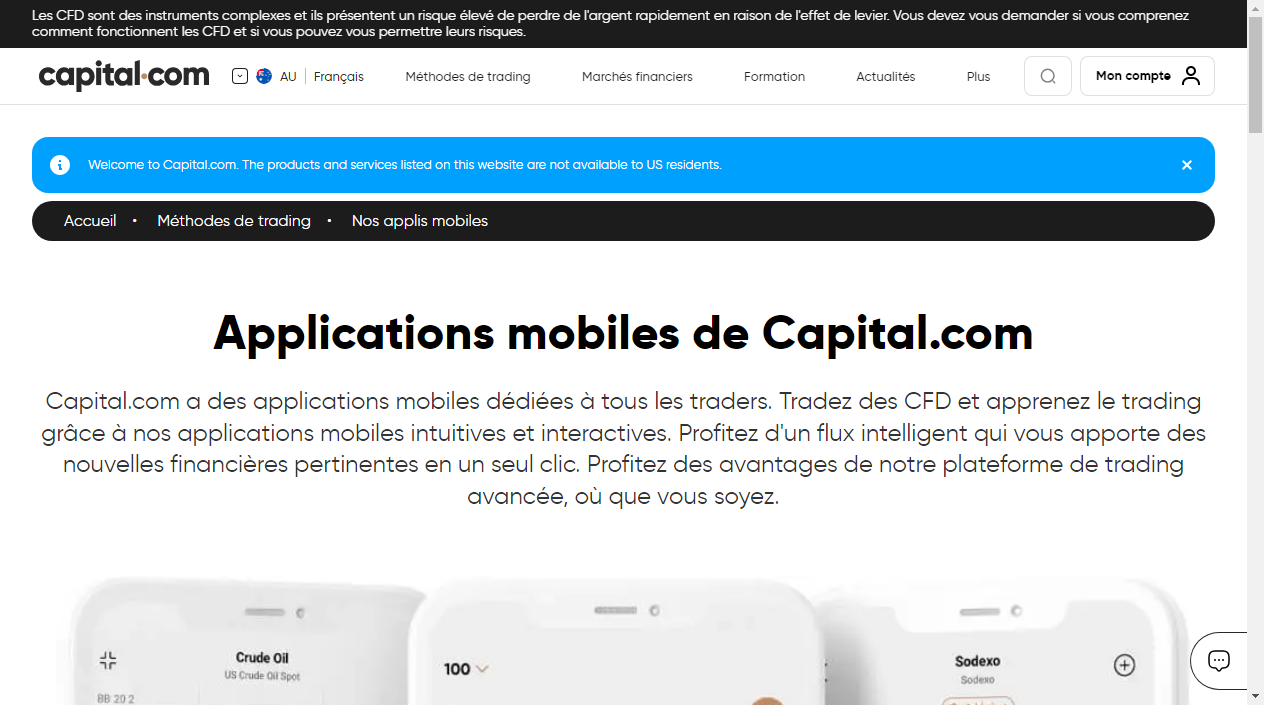 Les CFD sont des instruments complexes et ils présentent un risque élevé de perdre de l'argent rapidement en raison de l'effet de levier. Vous devez vous demander si vous comprenez
comment fonctionnent les CFD et si vous pouvez vous permettre leurs risques.
capital.com AU Français Méthodes de trading Marchés financiers Formation Actualités Plus Mon compte
Welcome to Capital.com. The products and services listed on this website are not available to US residents.
Accueil • Méthodes de trading • Nos applis mobiles
Applications mobiles de Capital.com
Capital.com a des applications mobiles dédiées à tous les traders. Tradez des CFD et apprenez le trading
grâce à nos applications mobiles intuitives et interactives. Profitez d'un flux intelligent qui vous apporte des
nouvelles financières pertinentes en un seul clic. Profitez des avantages de notre plateforme de trading
avancée, où que vous soyez.
Crude Oil
US Crude Oil Spot
BB 20 2
100
Sodexo
Sodexo